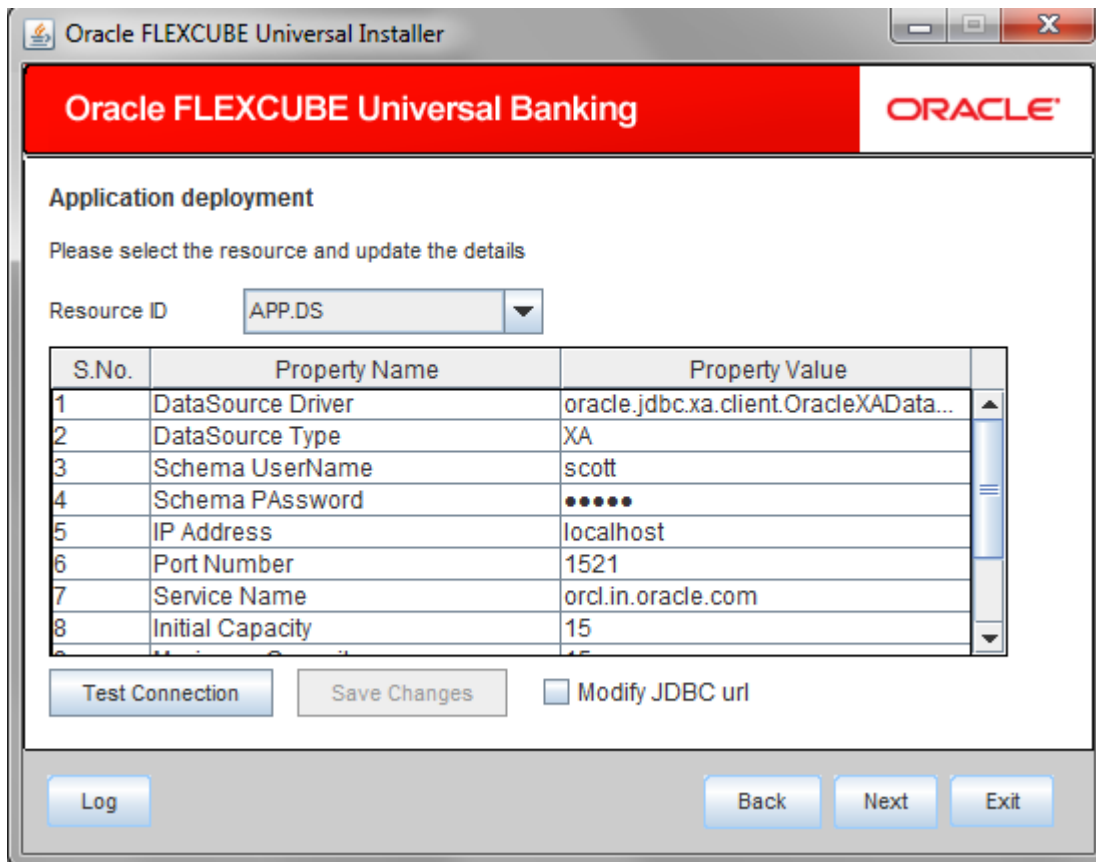 Oracle FLEXCUBE Universal Installer
Oracle FLEXCUBE Universal Banking
ORACLE
Application deployment
Please select the resource and update the details
Resource ID APP.DS
S.No. Property Name Property Value
1 DataSource Driver oracle.jdbc.xa.client.OracleXAData...
2 DataSource Type XA
3 Schema UserName scott
4 Schema PAssword ●●●●●
5 IP Address localhost
6 Port Number 1521
7 Service Name orcl.in.oracle.com
8 Initial Capacity 15
Test Connection Save Changes Modify JDBC url
Log Back Next Exit